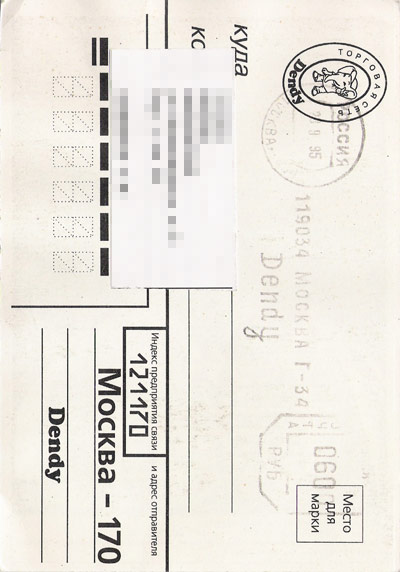 ТОРГОВАЯ СЕТЬ
Dendy
РОССИЯ
МОСКВА
9 95
119034 МОСКВА Г-34
Dendy
060
РУБ
Место
для
марки
куда
ко
Индекс предприятия связи и адрес отправителя
121170
Москва – 170
Dendy